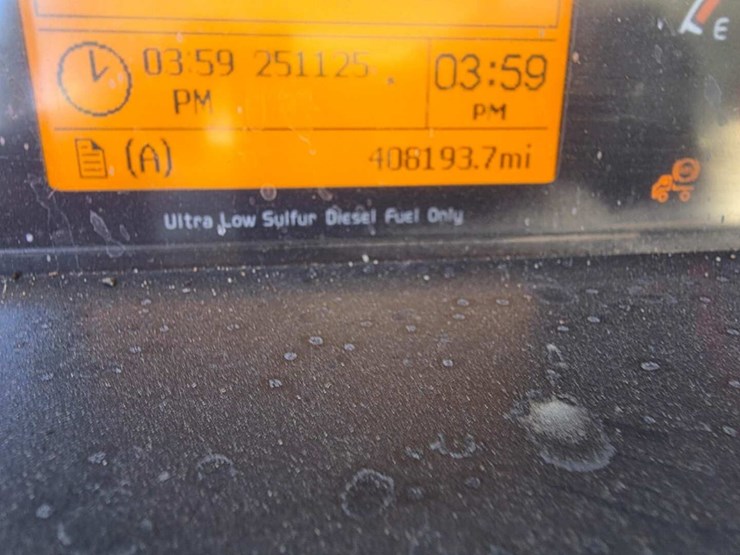 03:59 251125 03:59
PM PM
(A) 408193.7mi
E
Ultra Low Sulfur Diesel Fuel Only